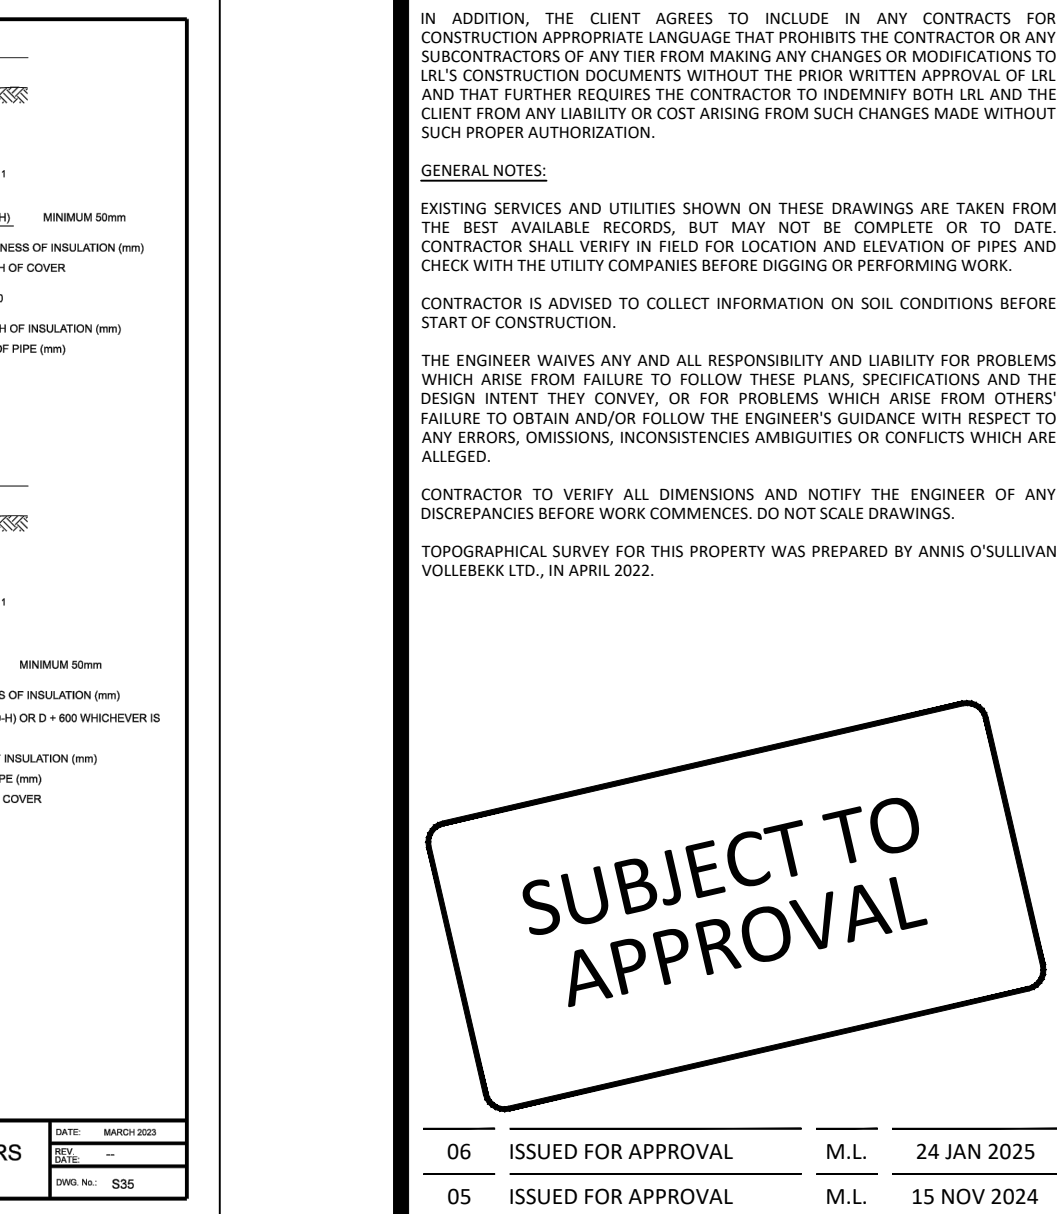 1
H) MINIMUM 50mm
NESS OF INSULATION (mm)
H OF COVER
H OF INSULATION (mm)
OF PIPE (mm)
1
MINIMUM 50mm
S OF INSULATION (mm)
-H) OR D + 600 WHICHEVER IS
INSULATION (mm)
PE (mm)
COVER
RS
DATE: MARCH 2023
REV. DATE: --
DWG. No.: S35
IN ADDITION, THE CLIENT AGREES TO INCLUDE IN ANY CONTRACTS FOR
CONSTRUCTION APPROPRIATE LANGUAGE THAT PROHIBITS THE CONTRACTOR OR ANY
SUBCONTRACTORS OF ANY TIER FROM MAKING ANY CHANGES OR MODIFICATIONS TO
LRL'S CONSTRUCTION DOCUMENTS WITHOUT THE PRIOR WRITTEN APPROVAL OF LRL
AND THAT FURTHER REQUIRES THE CONTRACTOR TO INDEMNIFY BOTH LRL AND THE
CLIENT FROM ANY LIABILITY OR COST ARISING FROM SUCH CHANGES MADE WITHOUT
SUCH PROPER AUTHORIZATION.
GENERAL NOTES:
EXISTING SERVICES AND UTILITIES SHOWN ON THESE DRAWINGS ARE TAKEN FROM
THE BEST AVAILABLE RECORDS, BUT MAY NOT BE COMPLETE OR TO DATE.
CONTRACTOR SHALL VERIFY IN FIELD FOR LOCATION AND ELEVATION OF PIPES AND
CHECK WITH THE UTILITY COMPANIES BEFORE DIGGING OR PERFORMING WORK.
CONTRACTOR IS ADVISED TO COLLECT INFORMATION ON SOIL CONDITIONS BEFORE
START OF CONSTRUCTION.
THE ENGINEER WAIVES ANY AND ALL RESPONSIBILITY AND LIABILITY FOR PROBLEMS
WHICH ARISE FROM FAILURE TO FOLLOW THESE PLANS, SPECIFICATIONS AND THE
DESIGN INTENT THEY CONVEY, OR FOR PROBLEMS WHICH ARISE FROM OTHERS'
FAILURE TO OBTAIN AND/OR FOLLOW THE ENGINEER'S GUIDANCE WITH RESPECT TO
ANY ERRORS, OMISSIONS, INCONSISTENCIES AMBIGUITIES OR CONFLICTS WHICH ARE
ALLEGED.
CONTRACTOR TO VERIFY ALL DIMENSIONS AND NOTIFY THE ENGINEER OF ANY
DISCREPANCIES BEFORE WORK COMMENCES. DO NOT SCALE DRAWINGS.
TOPOGRAPHICAL SURVEY FOR THIS PROPERTY WAS PREPARED BY ANNIS O'SULLIVAN
VOLLEBEKK LTD., IN APRIL 2022.
SUBJECT TO
APPROVAL
06 ISSUED FOR APPROVAL M.L. 24 JAN 2025
05 ISSUED FOR APPROVAL M.L. 15 NOV 2024